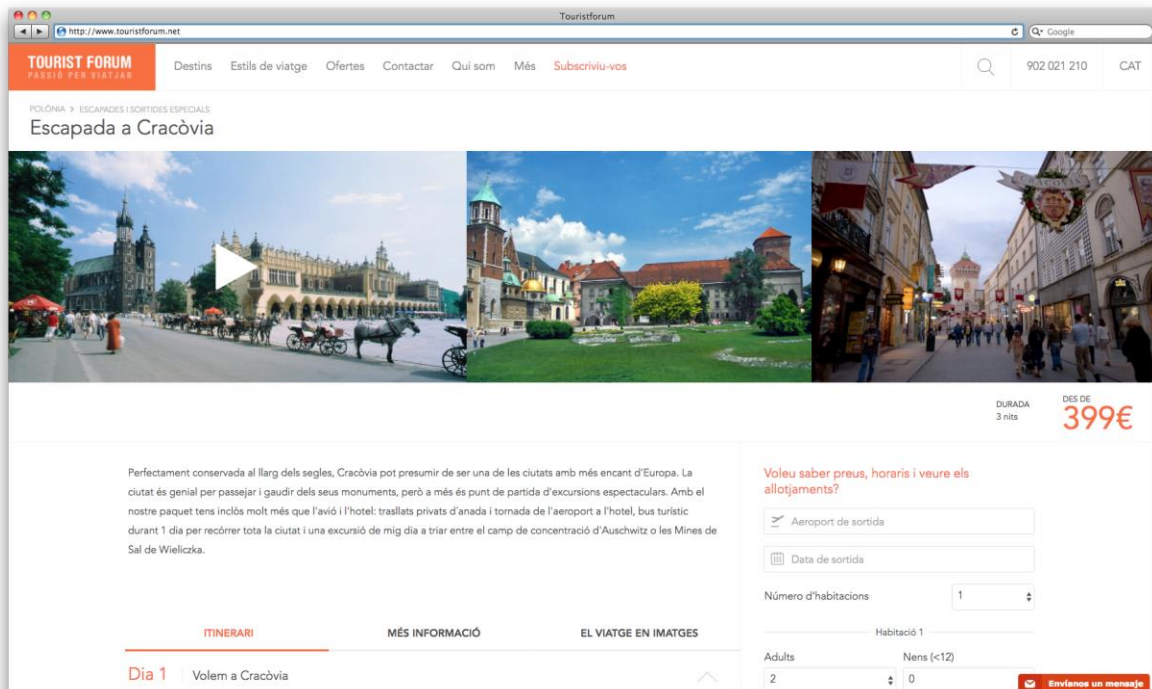 Touristforum
http://www.touristforum.net
Google
TOURIST FORUM
PASSIÓ PER VIATJAR
Destins Estils de viatge Ofertes Contactar Qui som Més Subscriviu-vos
902 021 210 CAT
POLÒNIA > ESCAPADES I SORTIDES ESPECIALS
Escapada a Cracòvia
DURADA
3 nits
DES DE
399€
Perfectament conservada al llarg dels segles, Cracòvia pot presumir de ser una de les ciutats amb més encant d'Europa. La
ciutat és genial per passejar i gaudir dels seus monuments, però a més és punt de partida d'excursions espectaculars. Amb el
nostre paquet tens inclòs molt més que l'avió i l'hotel: trasllats privats d'anada i tornada de l'aeroport a l'hotel, bus turístic
durant 1 dia per recórrer tota la ciutat i una excursió de mig dia a triar entre el camp de concentració d'Auschwitz o les Mines de
Sal de Wieliczka.
ITINERARI MÉS INFORMACIÓ EL VIATGE EN IMATGES
Dia 1 Volem a Cracòvia
Voleu saber preus, horaris i veure els
allotjaments?
Aeroport de sortida
Data de sortida
Número d'habitacions 1
Habitació 1
Adults Nens (<12)
2 0
Envíanos un mensaje